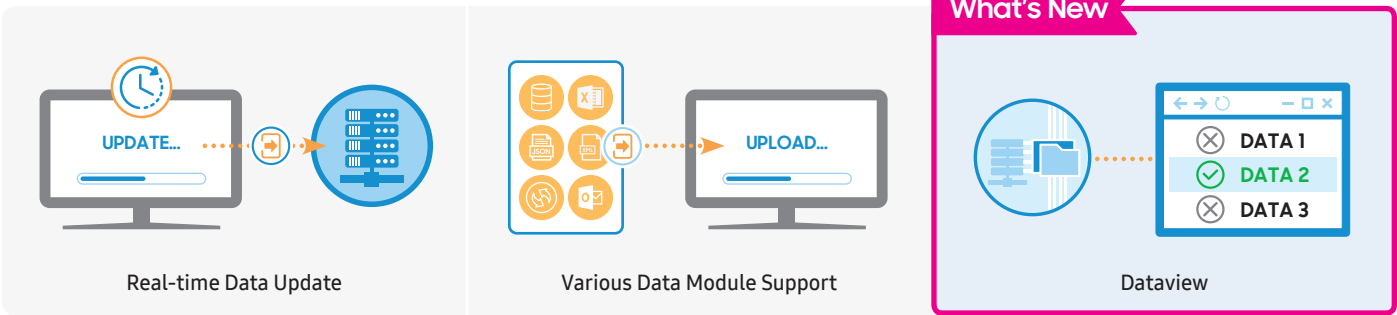 What's New
UPDATE...
JSON
XML
UPLOAD...
DATA 1
DATA 2
DATA 3
Real-time Data Update
Various Data Module Support
Dataview